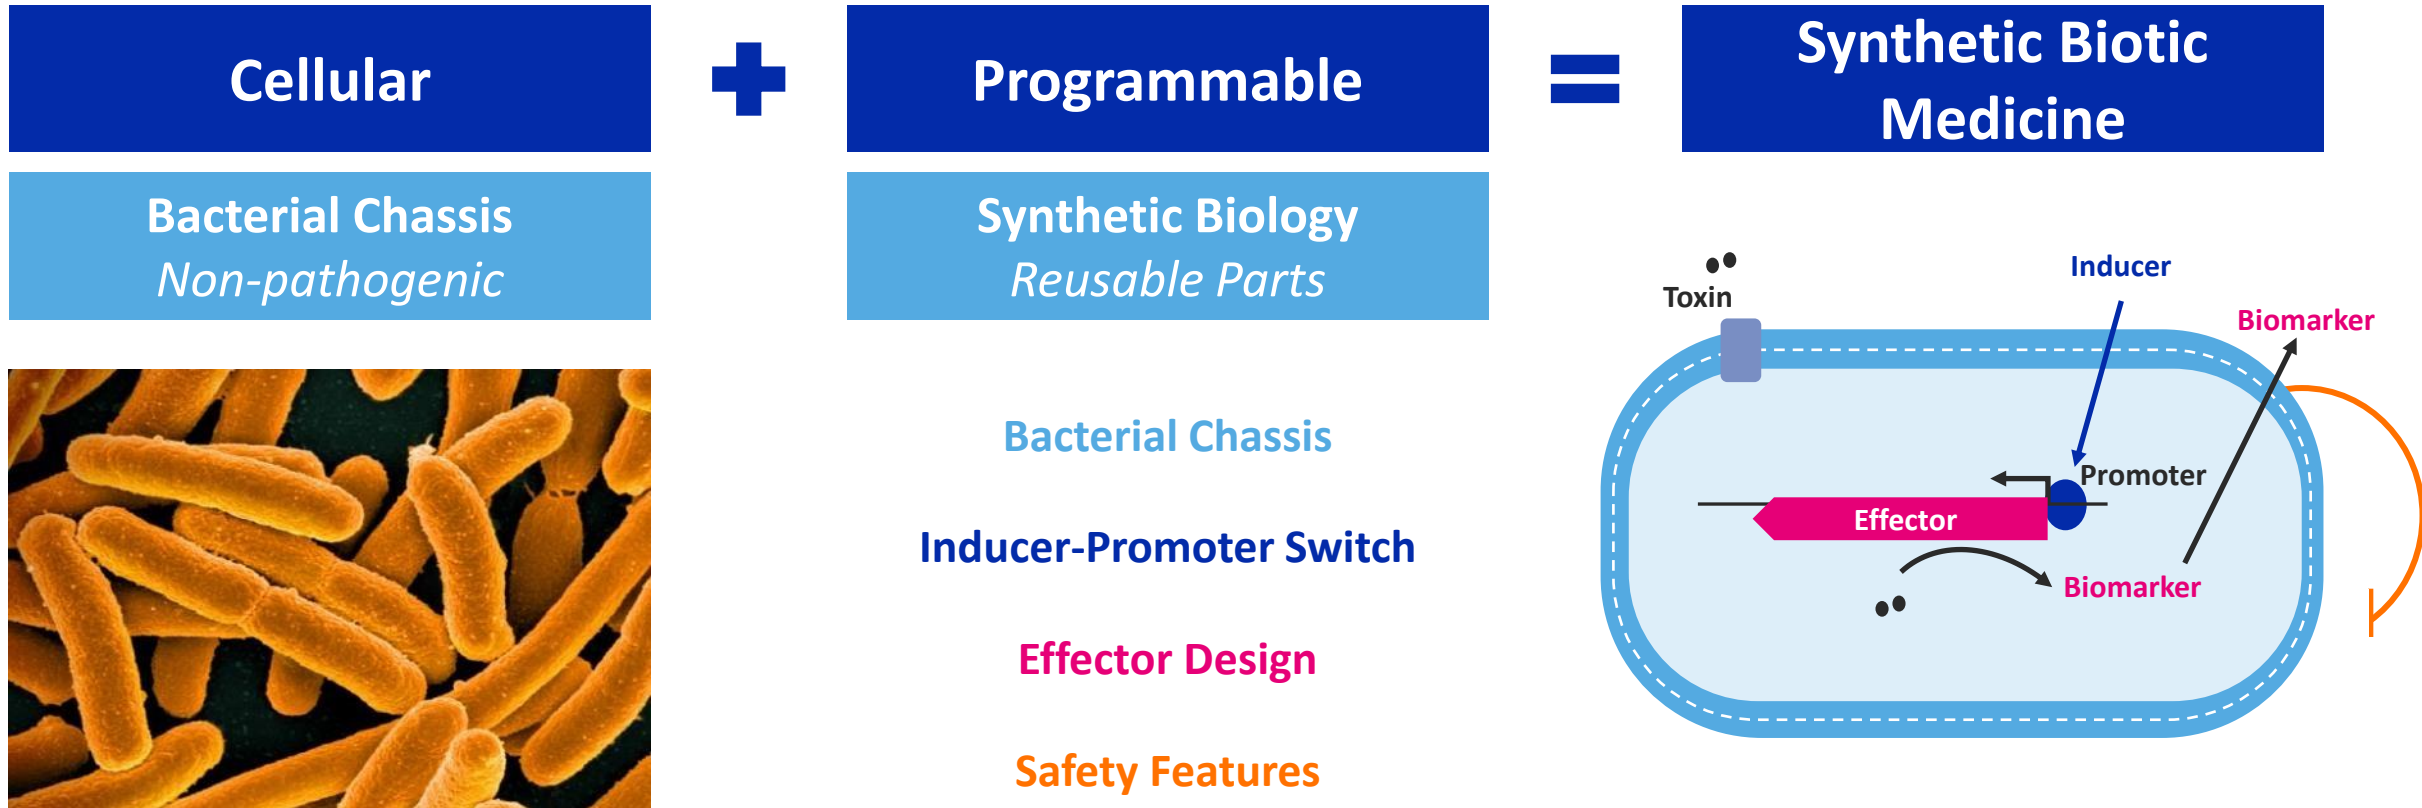 Cellular
Programmable
Synthetic Biotic
Medicine
Bacterial Chassis
Non-pathogenic
Synthetic Biology
Reusable Parts
Bacterial Chassis
Inducer-Promoter Switch
Effector Design
Safety Features
Toxin
Inducer
Biomarker
Promoter
Effector
Biomarker